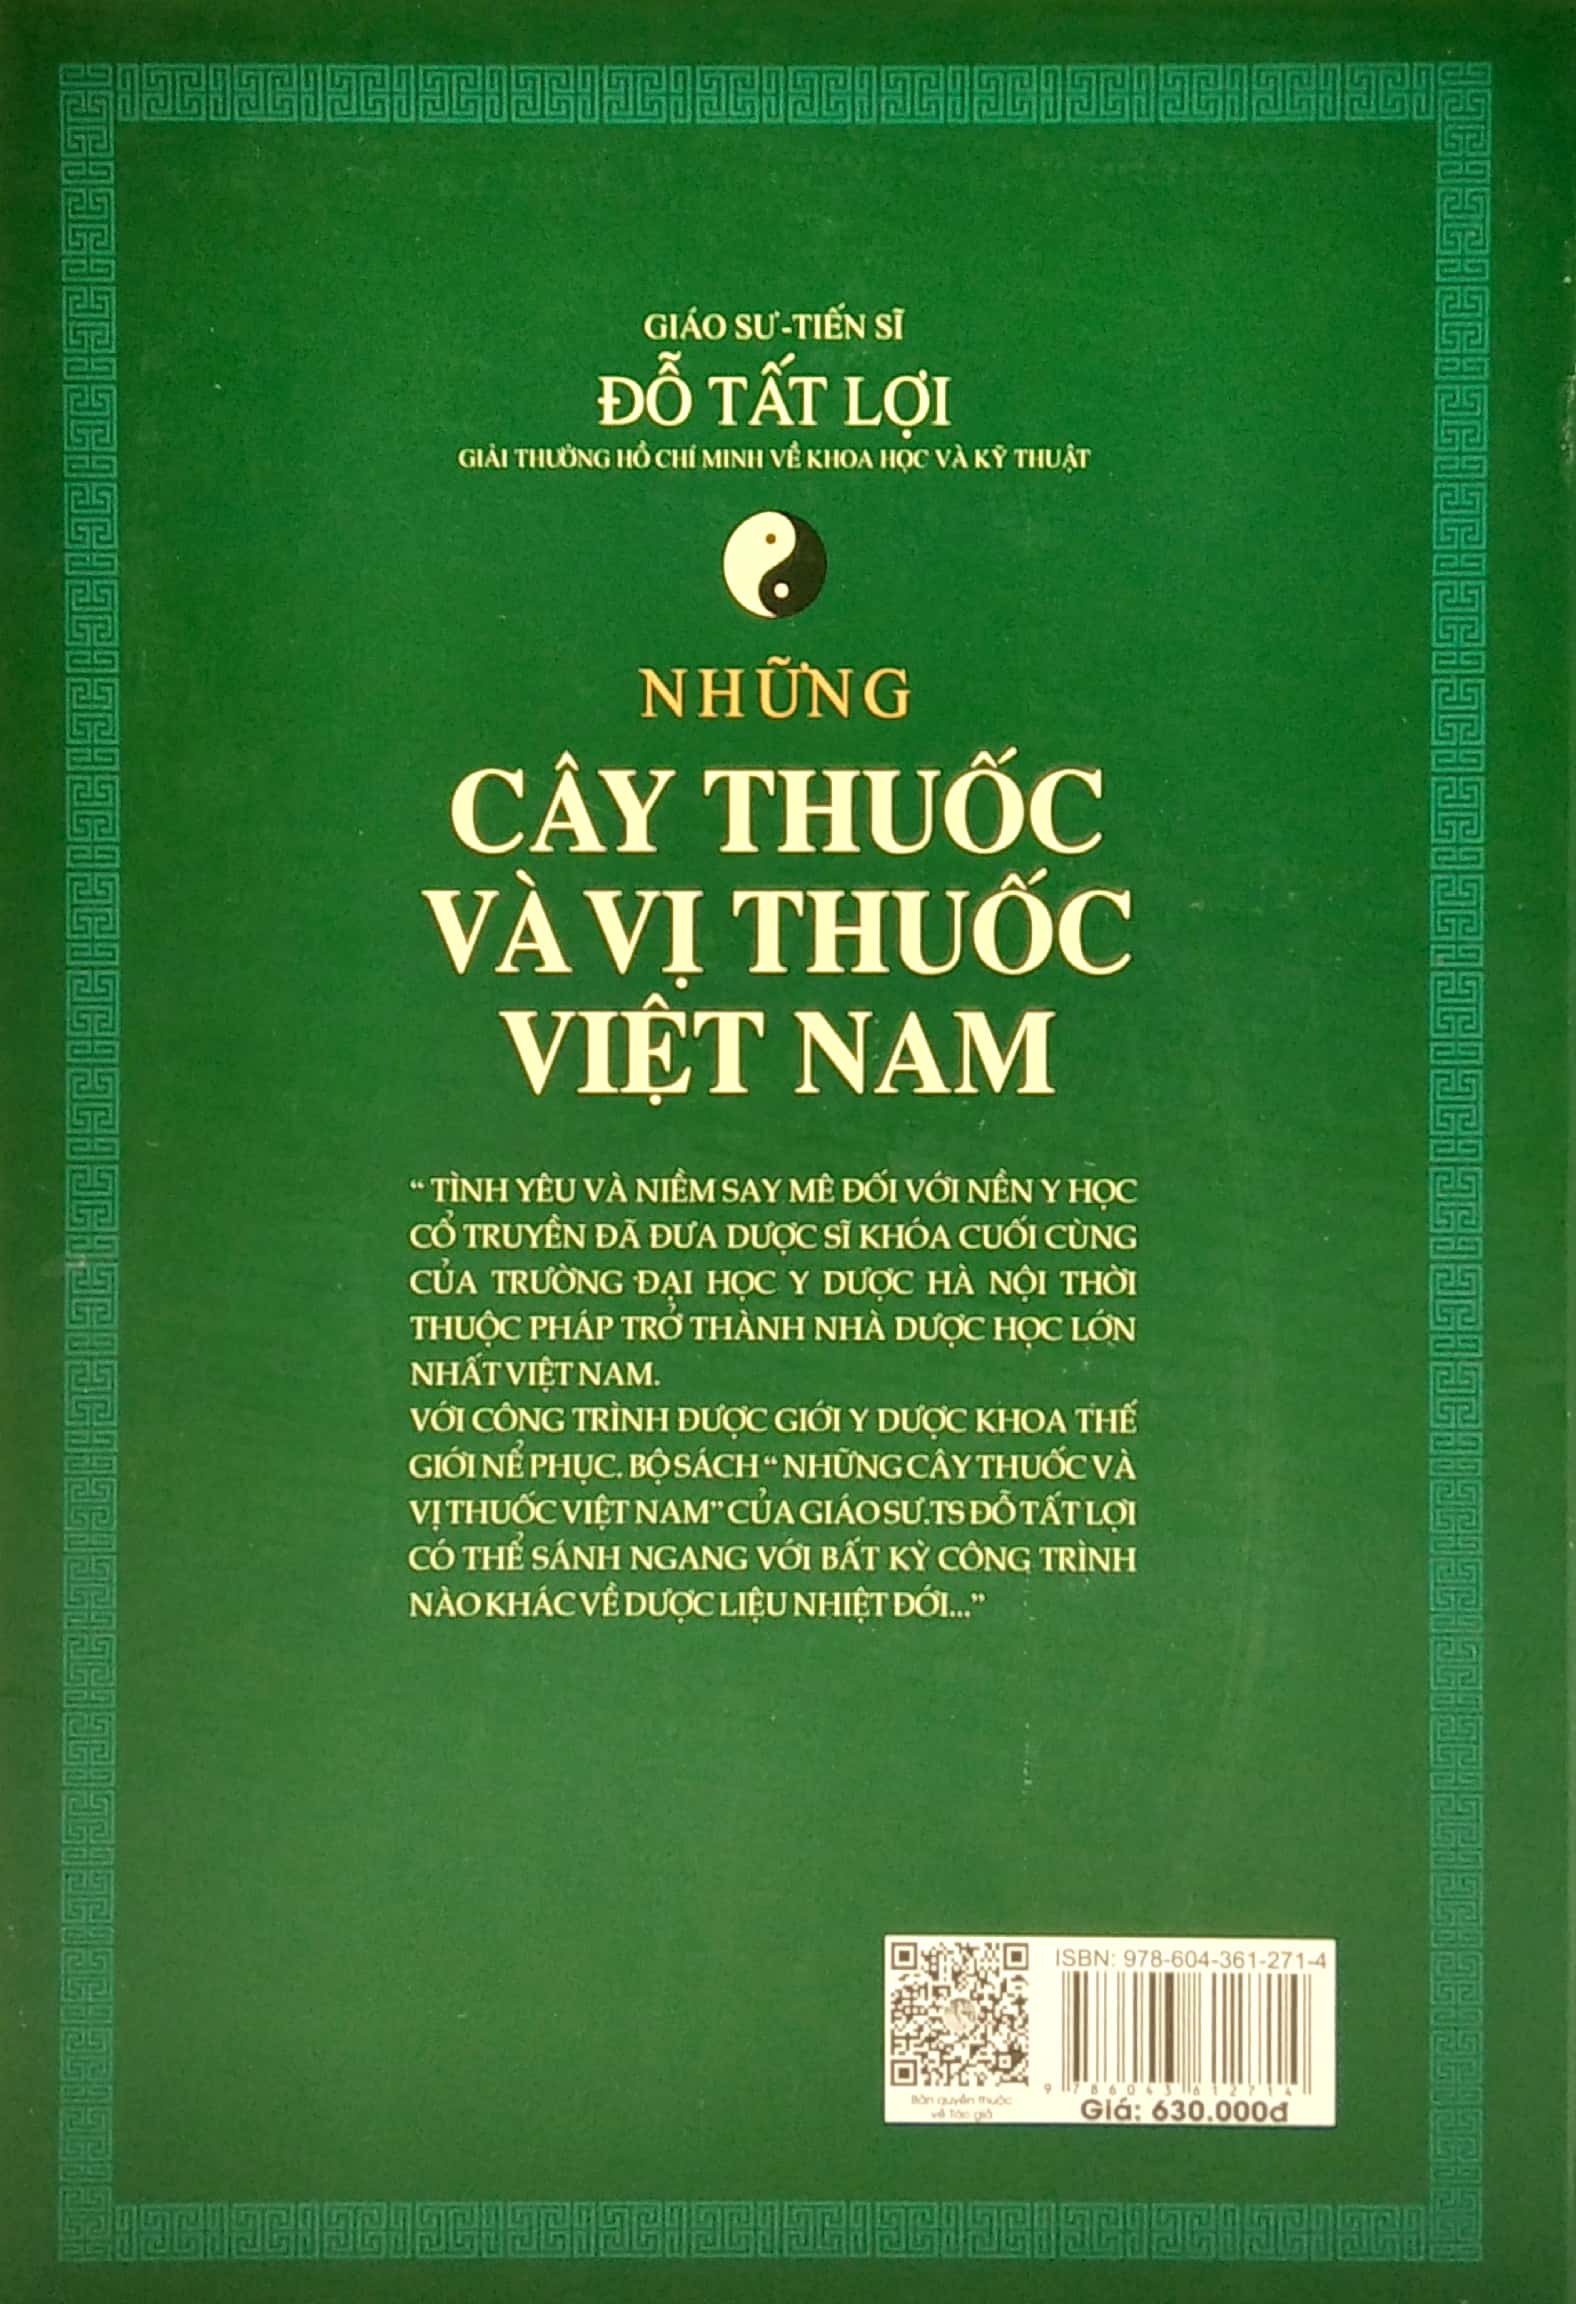 GIÁO SƯ-TIẾN SĨ
ĐỖ TẤT LỢI
GIẢI THƯỞNG HỒ CHÍ MINH VỀ KHOA HỌC VÀ KỸ THUẬT
NHỮNG
CÂY THUỐC
VÀ VỊ THUỐC
VIỆT NAM
“ TÌNH YÊU VÀ NIỀM SAY MÊ ĐỐI VỚI NỀN Y HỌC
CỔ TRUYỀN ĐÃ ĐƯA DƯỢC SĨ KHÓA CUỐI CÙNG
CỦA TRƯỜNG ĐẠI HỌC Y DƯỢC HÀ NỘI THỜI
THUỘC PHÁP TRỞ THÀNH NHÀ DƯỢC HỌC LỚN
NHẤT VIỆT NAM.
VỚI CÔNG TRÌNH ĐƯỢC GIỚI Y DƯỢC KHOA THẾ
GIỚI NỂ PHỤC. BỘ SÁCH “ NHỮNG CÂY THUỐC VÀ
VỊ THUỐC VIỆT NAM” CỦA GIÁO SƯ.TS ĐỖ TẤT LỢI
CÓ THỂ SÁNH NGANG VỚI BẤT KỲ CÔNG TRÌNH
NÀO KHÁC VỀ DƯỢC LIỆU NHIỆT ĐỚI...”
ISBN: 978-604-361-271-4
9 786043 612714
Bản quyền thuộc
về Tác giả
Giá: 630.000đ